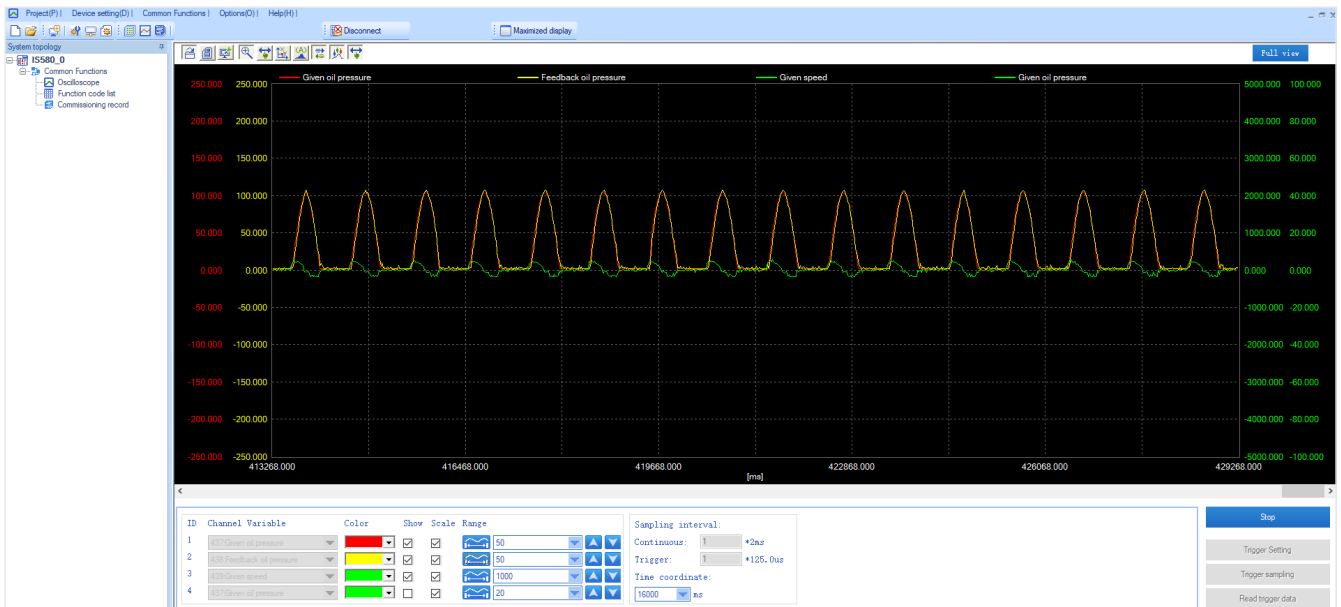 Project(P)| Device setting(D)| Common Functions| Options(O)| Help(H)|
Disconnect Maximized display
System topology
IS580_0
Common Functions
Oscilloscope
Function code list
Commissioning record
Full view
Given oil pressure Feedback oil pressure Given speed Given oil pressure
250.000 250.000 5000.000 100.000
200.000 200.000 4000.000 80.000
150.000 150.000 3000.000 60.000
100.000 100.000 2000.000 40.000
50.000 50.000 1000.000 20.000
0.000 0.000 0.000 0.000
-50.000 -50.000 -1000.000 -20.000
-100.000 -100.000 -2000.000 -40.000
-150.000 -150.000 -3000.000 -60.000
-200.000 -200.000 -4000.000 -80.000
-250.000 -250.000 -5000.000 -100.000
413268.000 416468.000 419668.000 422868.000 426068.000 429268.000
[ms]
ID Channel Variable Color Show Scale Range
1 437:Given oil pressure 50
2 438:Feedback oil pressure 50
3 439:Given speed 1000
4 437:Given oil pressure 20
Sampling interval:
Continuous: 1 *2ms
Trigger: 1 *125.0us
Time coordinate:
16000 ms
Stop
Trigger Setting
Trigger sampling
Read trigger data